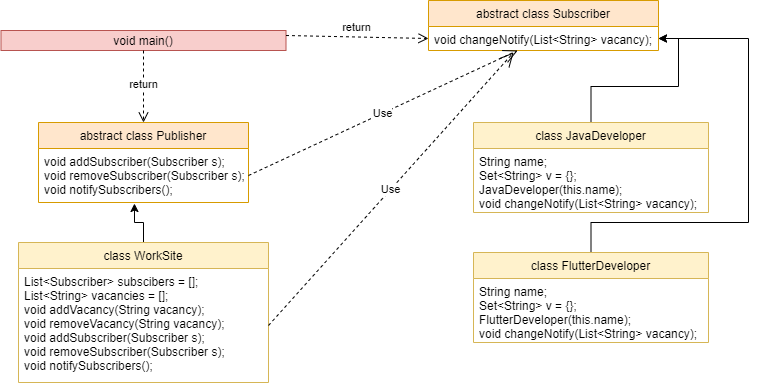 abstract class Subscriber
void changeNotify(List<String> vacancy);
return
void main()
return
abstract class Publisher
void addSubscriber(Subscriber s);
void removeSubscriber(Subscriber s);
void notifySubscribers();
Use
Use
class JavaDeveloper
String name;
Set<String> v = {};
JavaDeveloper(this.name);
void changeNotify(List<String> vacancy);
class WorkSite
List<Subscriber> subscibers = [];
List<String> vacancies = [];
void addVacancy(String vacancy);
void removeVacancy(String vacancy);
void addSubscriber(Subscriber s);
void removeSubscriber(Subscriber s);
void notifySubscribers();
class FlutterDeveloper
String name;
Set<String> v = {};
FlutterDeveloper(this.name);
void changeNotify(List<String> vacancy);